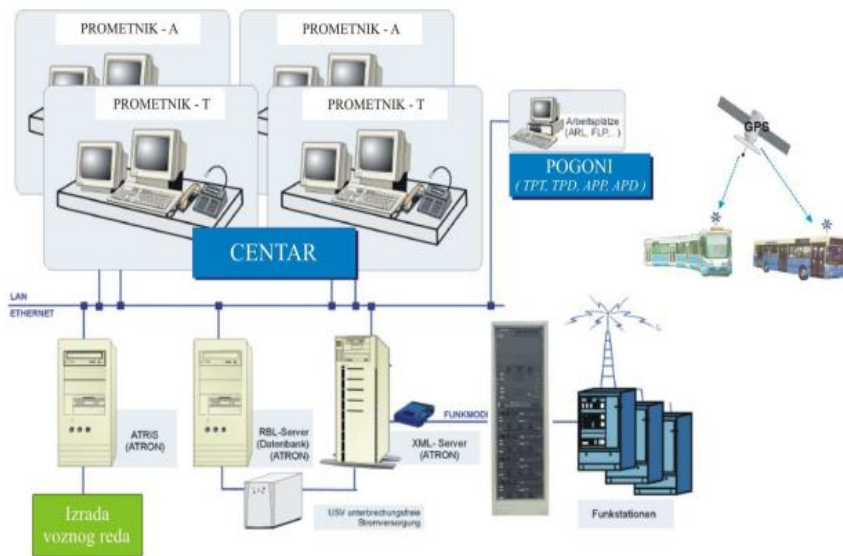 PROMETNIK - A
PROMETNIK - A
PROMETNIK - T
PROMETNIK - T
Arbeitsplätze
(ARL, FLP,...)
POGONI
( TPT, TPD, APP, APD )
GPS
CENTAR
LAN
ETHERNET
ATRIS
(ATRON)
RBL-Server
(Datenbank)
(ATRON)
XML- Server
(ATRON)
FUNKMODI
USV unterbrechungsfreie
Stromversorgung
Funkstationen
Izrada
voznog reda